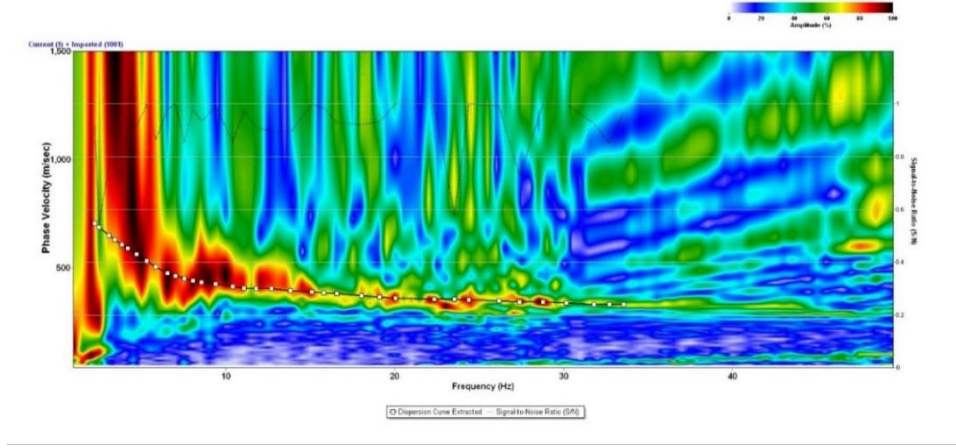 0 20 40 60 80 100
Amplitude (%)
Current (1) + Imported (1001)
1,500
1,000
500
Phase Velocity (m/sec)
1
0.8
0.6
0.4
0.2
0
Signal-to-Noise Ratio (S/N)
10 20 30 40
Frequency (Hz)
Dispersion Curve Extracted Signal-to-Noise Ratio (S/N)